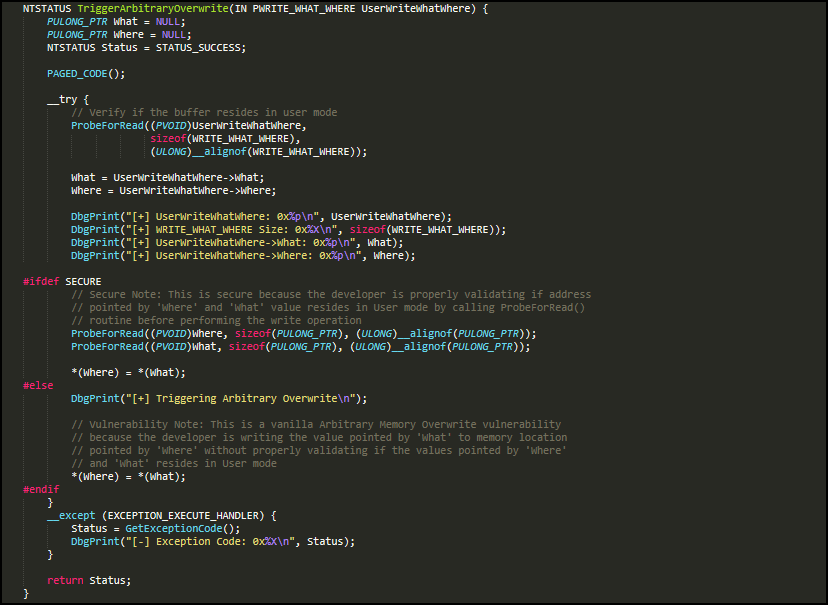 NTSTATUS TriggerArbitraryOverwrite(IN PWRITE_WHAT_WHERE UserWriteWhatWhere) {
PULONG_PTR What = NULL;
PULONG_PTR Where = NULL;
NTSTATUS Status = STATUS_SUCCESS;
PAGED_CODE();
__try {
// Verify if the buffer resides in user mode
ProbeForRead((PVOID)UserWriteWhatWhere,
sizeof(WRITE_WHAT_WHERE),
(ULONG)__alignof(WRITE_WHAT_WHERE));
What = UserWriteWhatWhere->What;
Where = UserWriteWhatWhere->Where;
DbgPrint("[+] UserWriteWhatWhere: 0x%p\n", UserWriteWhatWhere);
DbgPrint("[+] WRITE_WHAT_WHERE Size: 0x%X\n", sizeof(WRITE_WHAT_WHERE));
DbgPrint("[+] UserWriteWhatWhere->What: 0x%p\n", What);
DbgPrint("[+] UserWriteWhatWhere->Where: 0x%p\n", Where);
#ifdef SECURE
// Secure Note: This is secure because the developer is properly validating if address
// pointed by 'Where' and 'What' value resides in User mode by calling ProbeForRead()
// routine before performing the write operation
ProbeForRead((PVOID)Where, sizeof(PULONG_PTR), (ULONG)__alignof(PULONG_PTR));
ProbeForRead((PVOID)What, sizeof(PULONG_PTR), (ULONG)__alignof(PULONG_PTR));
*(Where) = *(What);
#else
DbgPrint("[+] Triggering Arbitrary Overwrite\n");
// Vulnerability Note: This is a vanilla Arbitrary Memory Overwrite vulnerability
// because the developer is writing the value pointed by 'What' to memory location
// pointed by 'Where' without properly validating if the values pointed by 'Where'
// and 'What' resides in User mode
*(Where) = *(What);
#endif
}
__except (EXCEPTION_EXECUTE_HANDLER) {
Status = GetExceptionCode();
DbgPrint("[-] Exception Code: 0x%X\n", Status);
}
return Status;
}